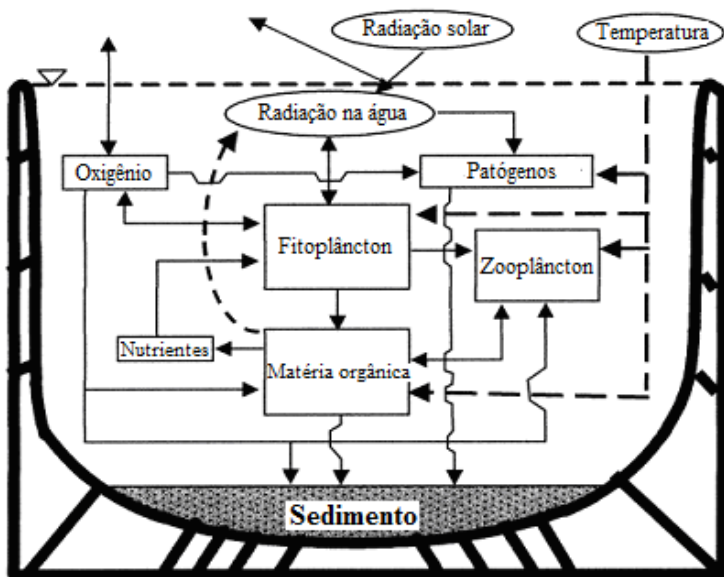 Radiação solar
Temperatura
Radiação na água
Oxigênio
Patógenos
Fitoplâncton
Zooplâncton
Nutrientes
Matéria orgânica
Sedimento